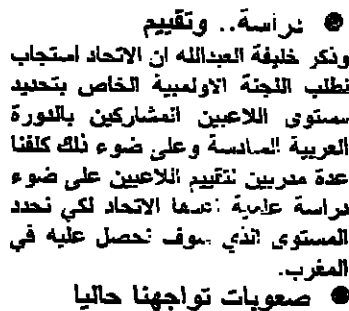 ● دراسة.. وتقييم
وذكر خليفة العبدالله ان الاتحاد استجاب
لطلب اللجنة الاولمبية الخاص بتحديد
مستوى اللاعبين المشاركين بالدورة
العربية السادسة وعلى ضوء ذلك كلفنا
عدة مدربين لتقييم اللاعبين على ضوء
دراسة علمية الاتحاد لكي نحدد
المستوى الذي سوف نحصل عليه في
المغرب.
● صعوبات تواجهنا حاليا